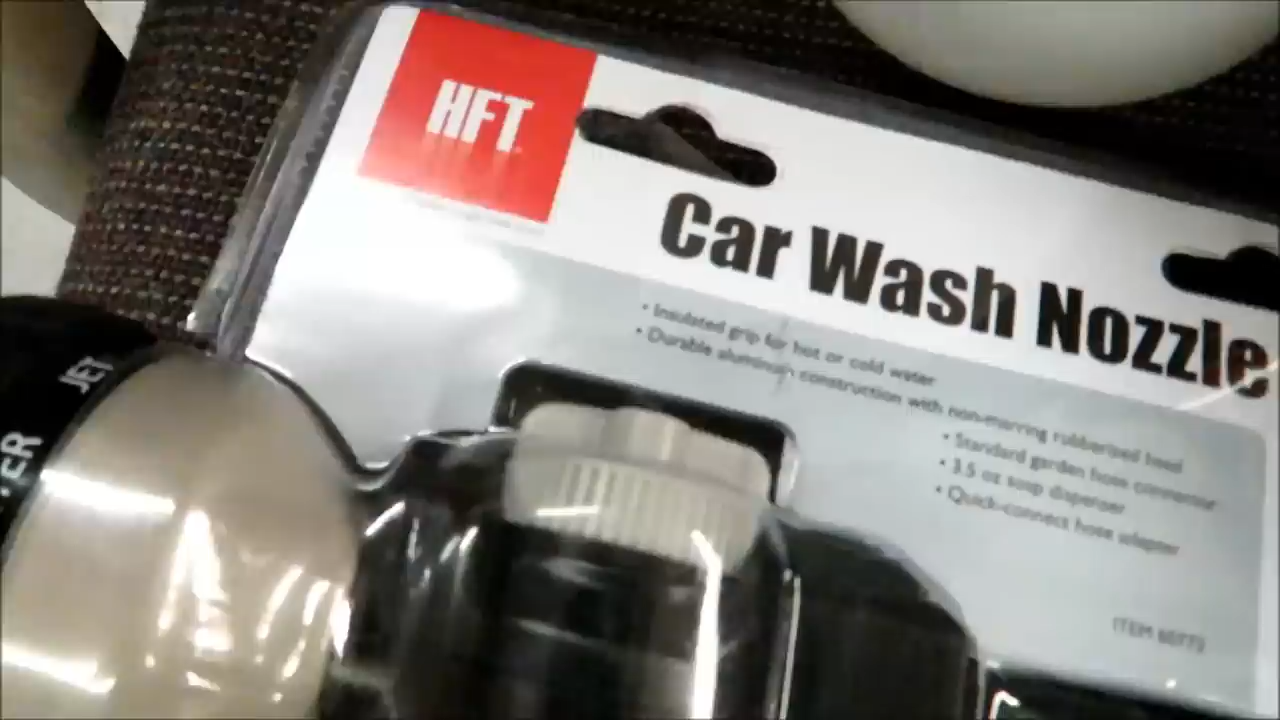 HFT
Car Wash Nozzle
• Insulated grip for hot or cold water
• Durable aluminum construction with non-marring rubberized head
• Standard garden hose connector
• 3.5 oz soap dispenser
• Quick-connect hose adapter
ITEM
JET